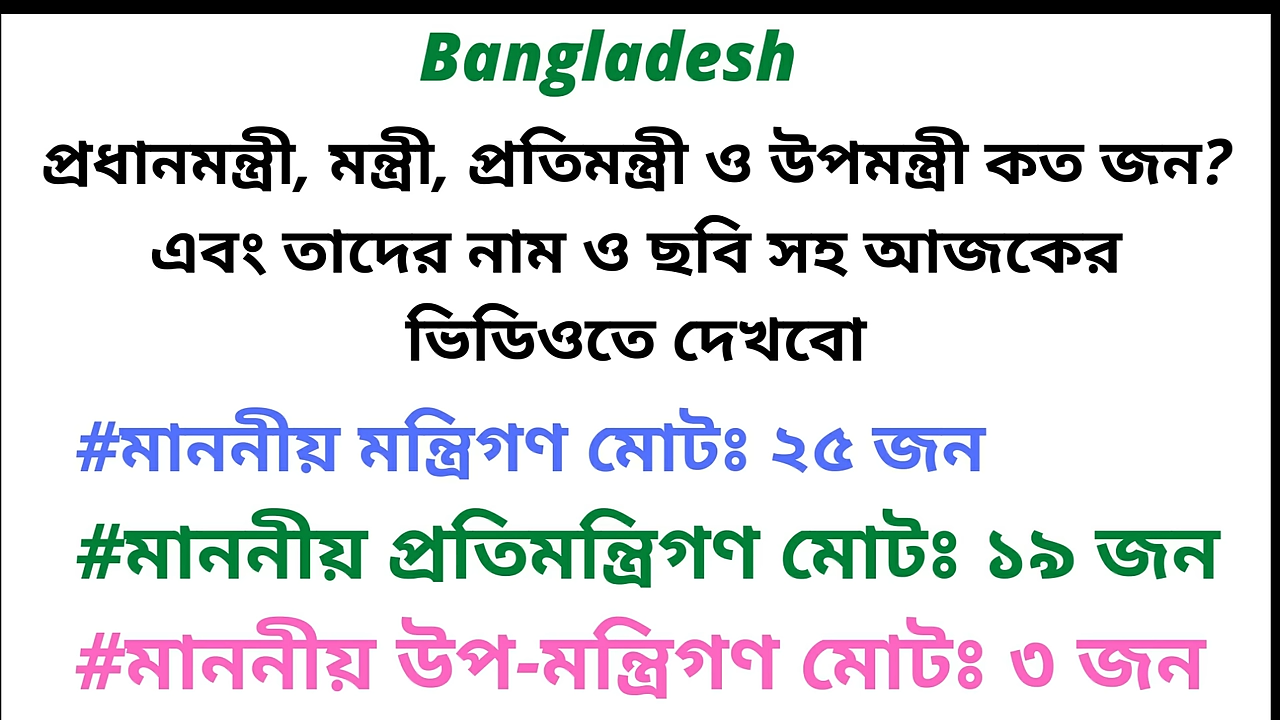 Bangladesh
প্রধানমন্ত্রী, মন্ত্রী, প্রতিমন্ত্রী ও উপমন্ত্রী কত জন?
এবং তাদের নাম ও ছবি সহ আজকের
ভিডিওতে দেখবো
#মাননীয় মন্ত্রিগণ মোটঃ ২৫ জন
#মাননীয় প্রতিমন্ত্রিগণ মোটঃ ১৯ জন
#মাননীয় উপ-মন্ত্রিগণ মোটঃ ৩ জন